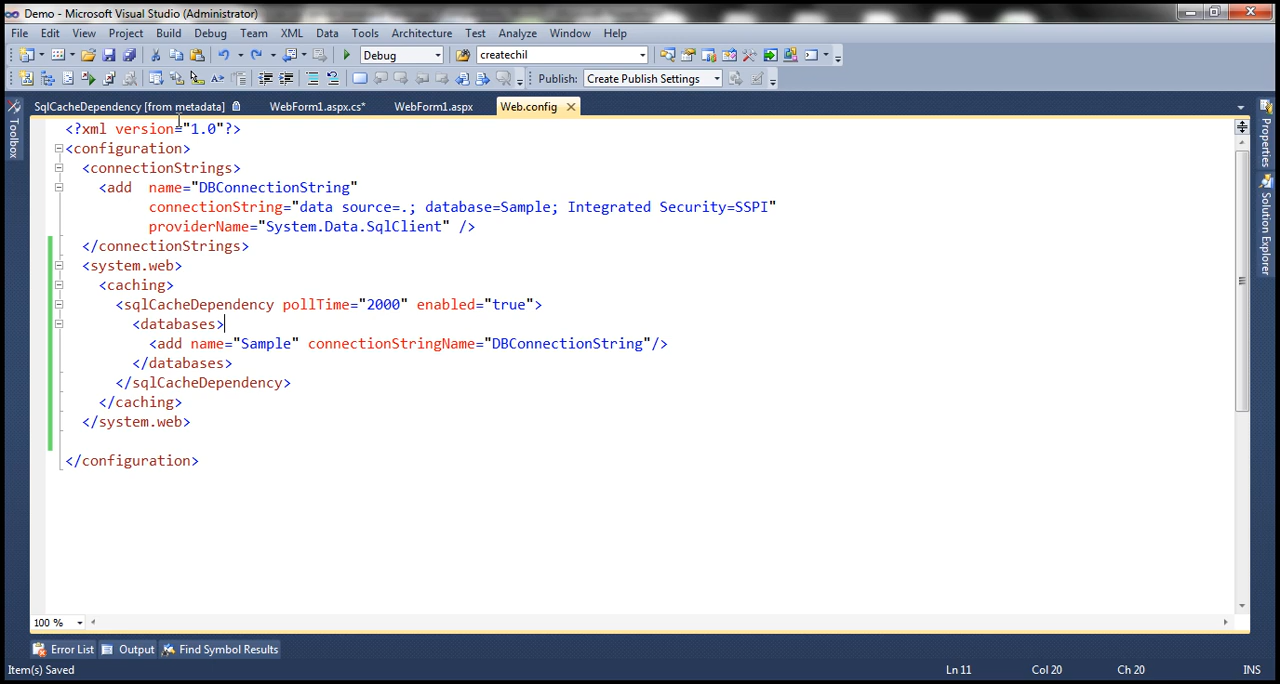 Demo - Microsoft Visual Studio (Administrator)
File Edit View Project Build Debug Team XML Data Tools Architecture Test Analyze Window Help
Debug createchil
Publish: Create Publish Settings
SqlCacheDependency [from metadata] WebForm1.aspx.cs* WebForm1.aspx Web.config
Toolbox
Properties
Solution Explorer
<?xml version="1.0"?>
<configuration>
<connectionStrings>
<add name="DBConnectionString"
connectionString="data source=.; database=Sample; Integrated Security=SSPI"
providerName="System.Data.SqlClient" />
</connectionStrings>
<system.web>
<caching>
<sqlCacheDependency pollTime="2000" enabled="true">
<databases>
<add name="Sample" connectionStringName="DBConnectionString"/>
</databases>
</sqlCacheDependency>
</caching>
</system.web>
</configuration>
100 %
Error List Output Find Symbol Results
Item(s) Saved Ln 11 Col 20 Ch 20 INS